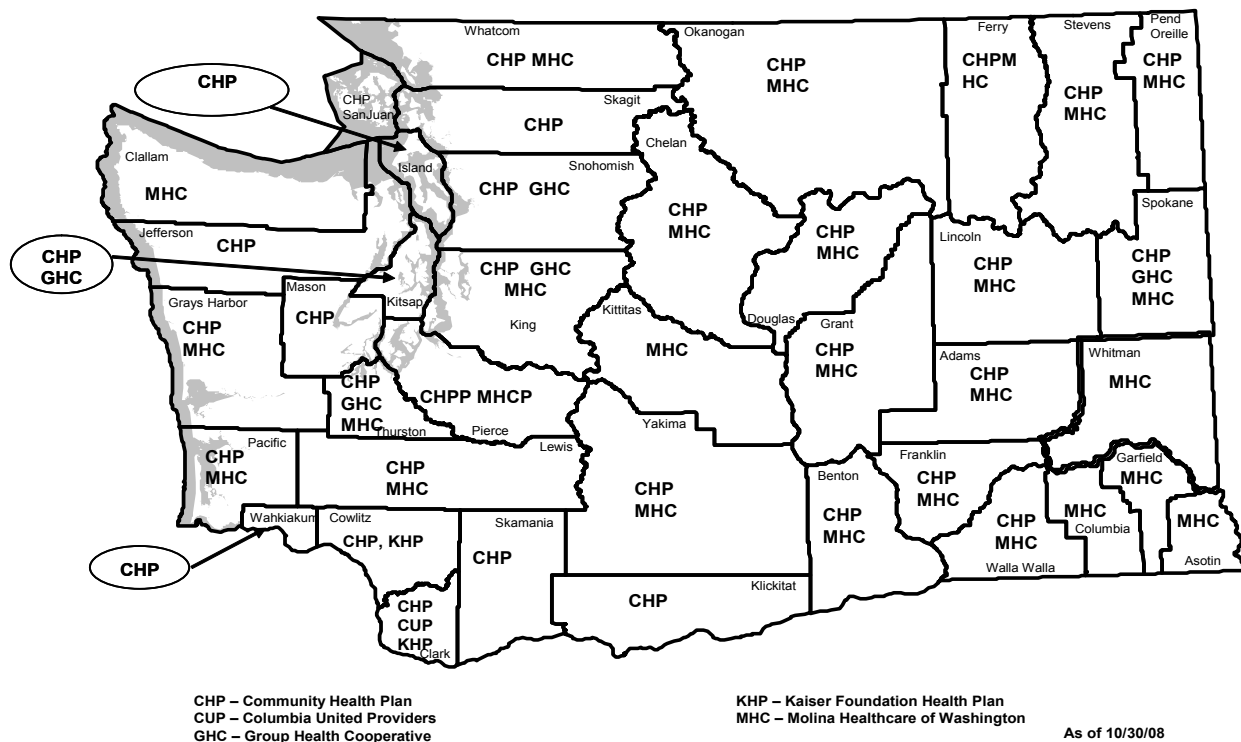 Whatcom
CHP MHC
Okanogan
CHP
MHC
Ferry
CHPM
HC
Stevens
CHP
MHC
Pend
Oreille
CHP
MHC
CHP
CHP
SanJuan
Skagit
CHP
Island
Snohomish
CHP GHC
Chelan
CHP
MHC
Clallam
MHC
Jefferson
CHP
CHP
GHC
Kitsap
Mason
CHP
Grays Harbor
CHP
MHC
CHP GHC
MHC
King
Kittitas
MHC
Douglas
CHP
MHC
Grant
CHP
MHC
Lincoln
CHP
MHC
Spokane
CHP
GHC
MHC
Adams
CHP
MHC
Whitman
MHC
CHP
GHC
MHC
Thurston
CHPP MHCP
Pierce
Pacific
CHP
MHC
Lewis
CHP
MHC
Yakima
CHP
MHC
Benton
CHP
MHC
Franklin
CHP
MHC
CHP
MHC
Walla Walla
MHC
Columbia
Garfield
MHC
MHC
Asotin
Wahkiakum
CHP
Cowlitz
CHP, KHP
Skamania
CHP
Klickitat
CHP
CHP
CUP
KHP
Clark
CHP – Community Health Plan
CUP – Columbia United Providers
GHC – Group Health Cooperative
KHP – Kaiser Foundation Health Plan
MHC – Molina Healthcare of Washington
As of 10/30/08